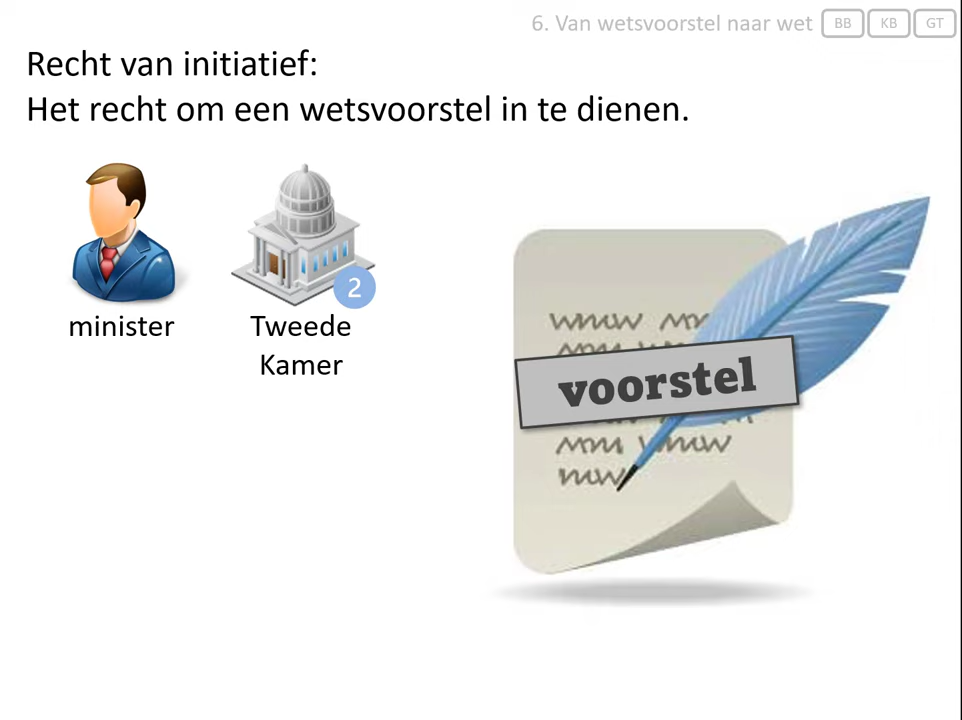 6. Van wetsvoorstel naar wet BB KB GT
Recht van initiatief:
Het recht om een wetsvoorstel in te dienen.
2
minister
Tweede
Kamer
voorstel